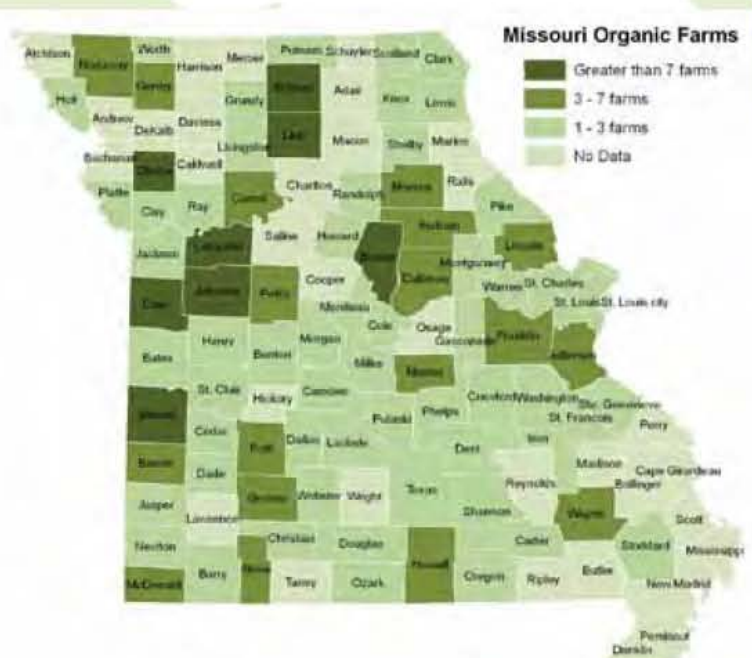 Missouri Organic Farms
Greater than 7 farms
3 - 7 farms
1 - 3 farms
No Data
Atchison
Nodaway
Worth
Harrison
Mercer
Putnam
Schuyler
Scotland
Clark
Holt
Gentry
Grundy
Adair
Knox
Lewis
Andrew
DeKalb
Daviess
Livingston
Linn
Macon
Shelby
Marion
Buchanan
Clinton
Caldwell
Platte
Clay
Ray
Carroll
Chariton
Randolph
Monroe
Ralls
Pike
Jackson
Lafayette
Saline
Howard
Boone
Audrain
Callaway
Montgomery
Lincoln
Warren
St. Charles
St. Louis
St. Louis city
Cass
Johnson
Pettis
Cooper
Moniteau
Cole
Osage
Gasconade
Franklin
Jefferson
Bates
Henry
Benton
Morgan
Miller
Maries
Vernon
St. Clair
Hickory
Camden
Pulaski
Phelps
Crawford
Washington
Ste. Genevieve
St. Francois
Perry
Cedar
Polk
Dallas
Laclede
Dent
Iron
Madison
Cape Girardeau
Bollinger
Barton
Dade
Greene
Webster
Wright
Texas
Reynolds
Wayne
Scott
Jasper
Lawrence
Christian
Douglas
Shannon
Carter
Stoddard
Mississippi
Newton
McDonald
Barry
Stone
Taney
Ozark
Howell
Oregon
Ripley
Butler
New Madrid
Pemiscot
Dunklin